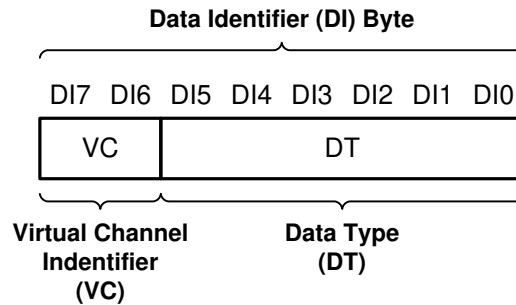 Data Identifier (DI) Byte
DI7 DI6 DI5 DI4 DI3 DI2 DI1 DI0
VC DT
Virtual Channel
Indentifier
(VC)
Data Type
(DT)